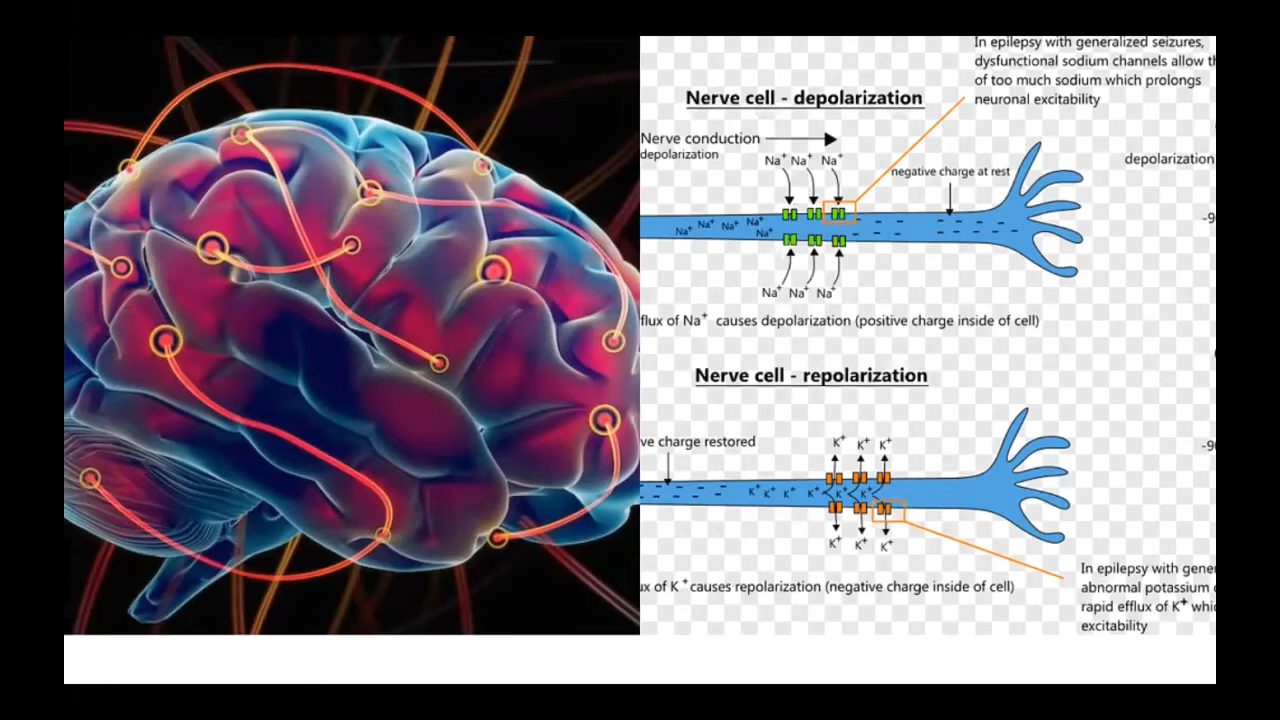 In epilepsy with generalized seizures,
dysfunctional sodium channels allow
of too much sodium which prolongs
neuronal excitability
Nerve cell - depolarization
Nerve conduction
depolarization
Na+ Na+ Na+
depolarization
negative charge at rest
Na+ Na+ Na+ Na+
Na+
Na+ Na+ Na+
of Na+ causes depolarization (positive charge inside of cell)
Nerve cell - repolarization
charge restored
K+ K+ K+
K+ K+ K+ K+ K+ K+
K+ K+ K+
of K+ causes repolarization (negative charge inside of cell)
In epilepsy with
abnormal potassium
rapid efflux of K+
excitability